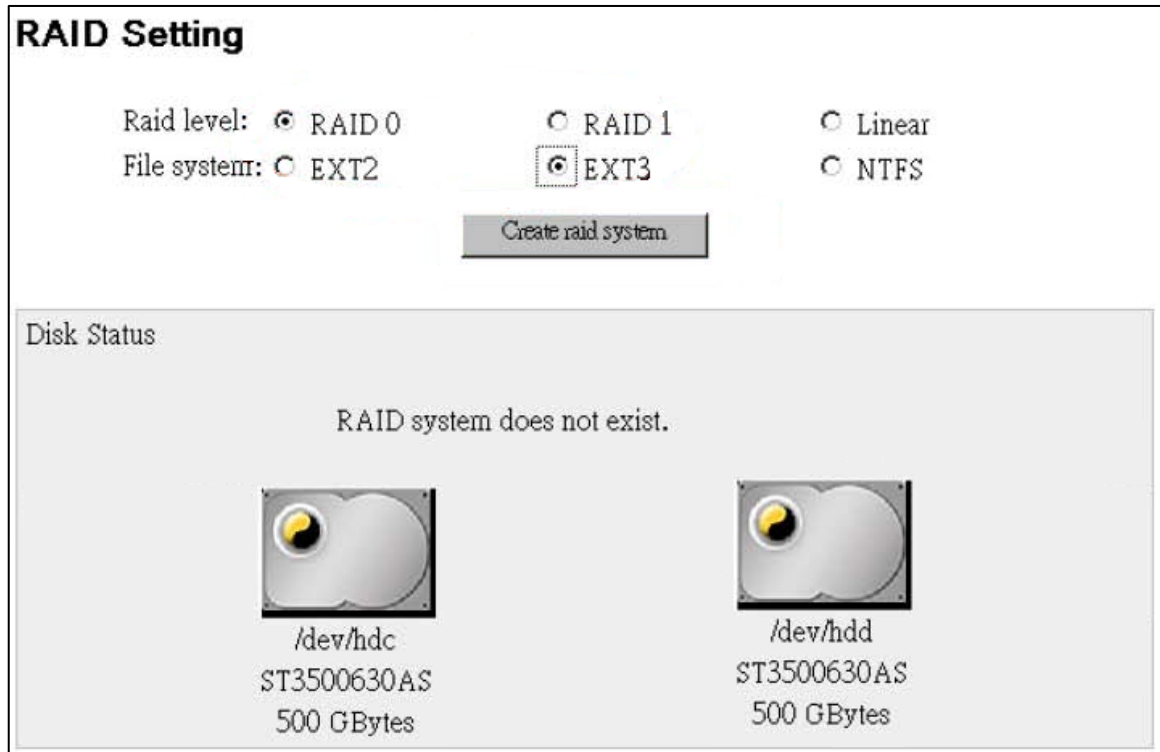 RAID Setting
Raid level: RAID 0 RAID 1 Linear
File system: EXT2 EXT3 NTFS
Create raid system
Disk Status
RAID system does not exist.
/dev/hdc /dev/hdd
ST3500630AS ST3500630AS
500 GBytes 500 GBytes